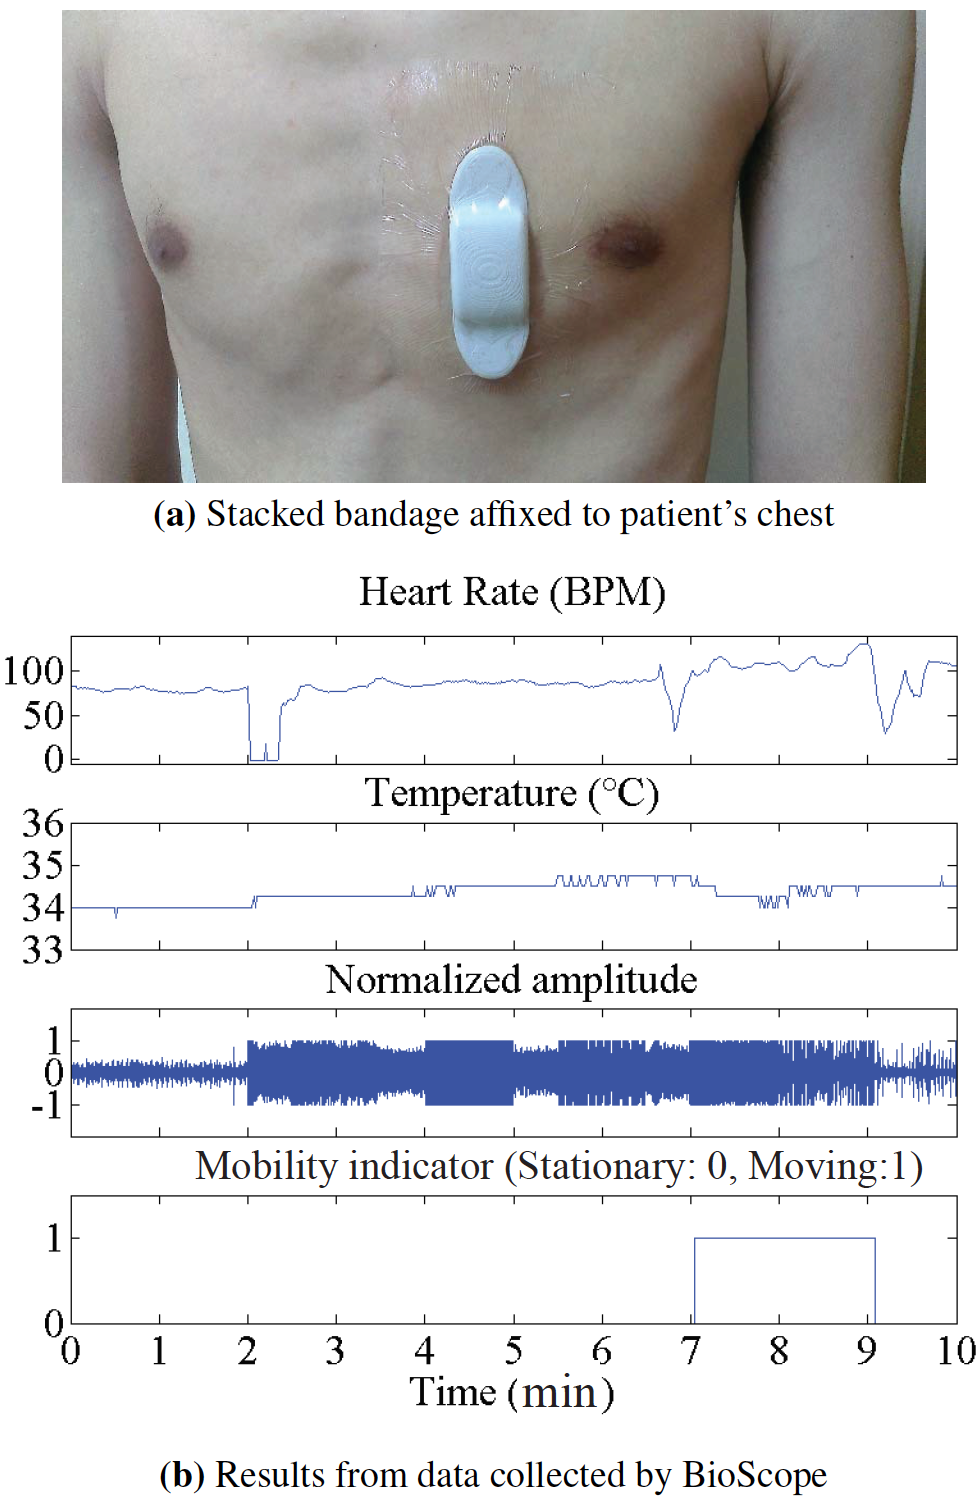 (a) Stacked bandage affixed to patient's chest
Heart Rate (BPM)
100
50
0
Temperature (°C)
36
35
34
33
Normalized amplitude
1
0
-1
Mobility indicator (Stationary: 0, Moving:1)
1
0
0 1 2 3 4 5 6 7 8 9 10
Time (min)
(b) Results from data collected by BioScope